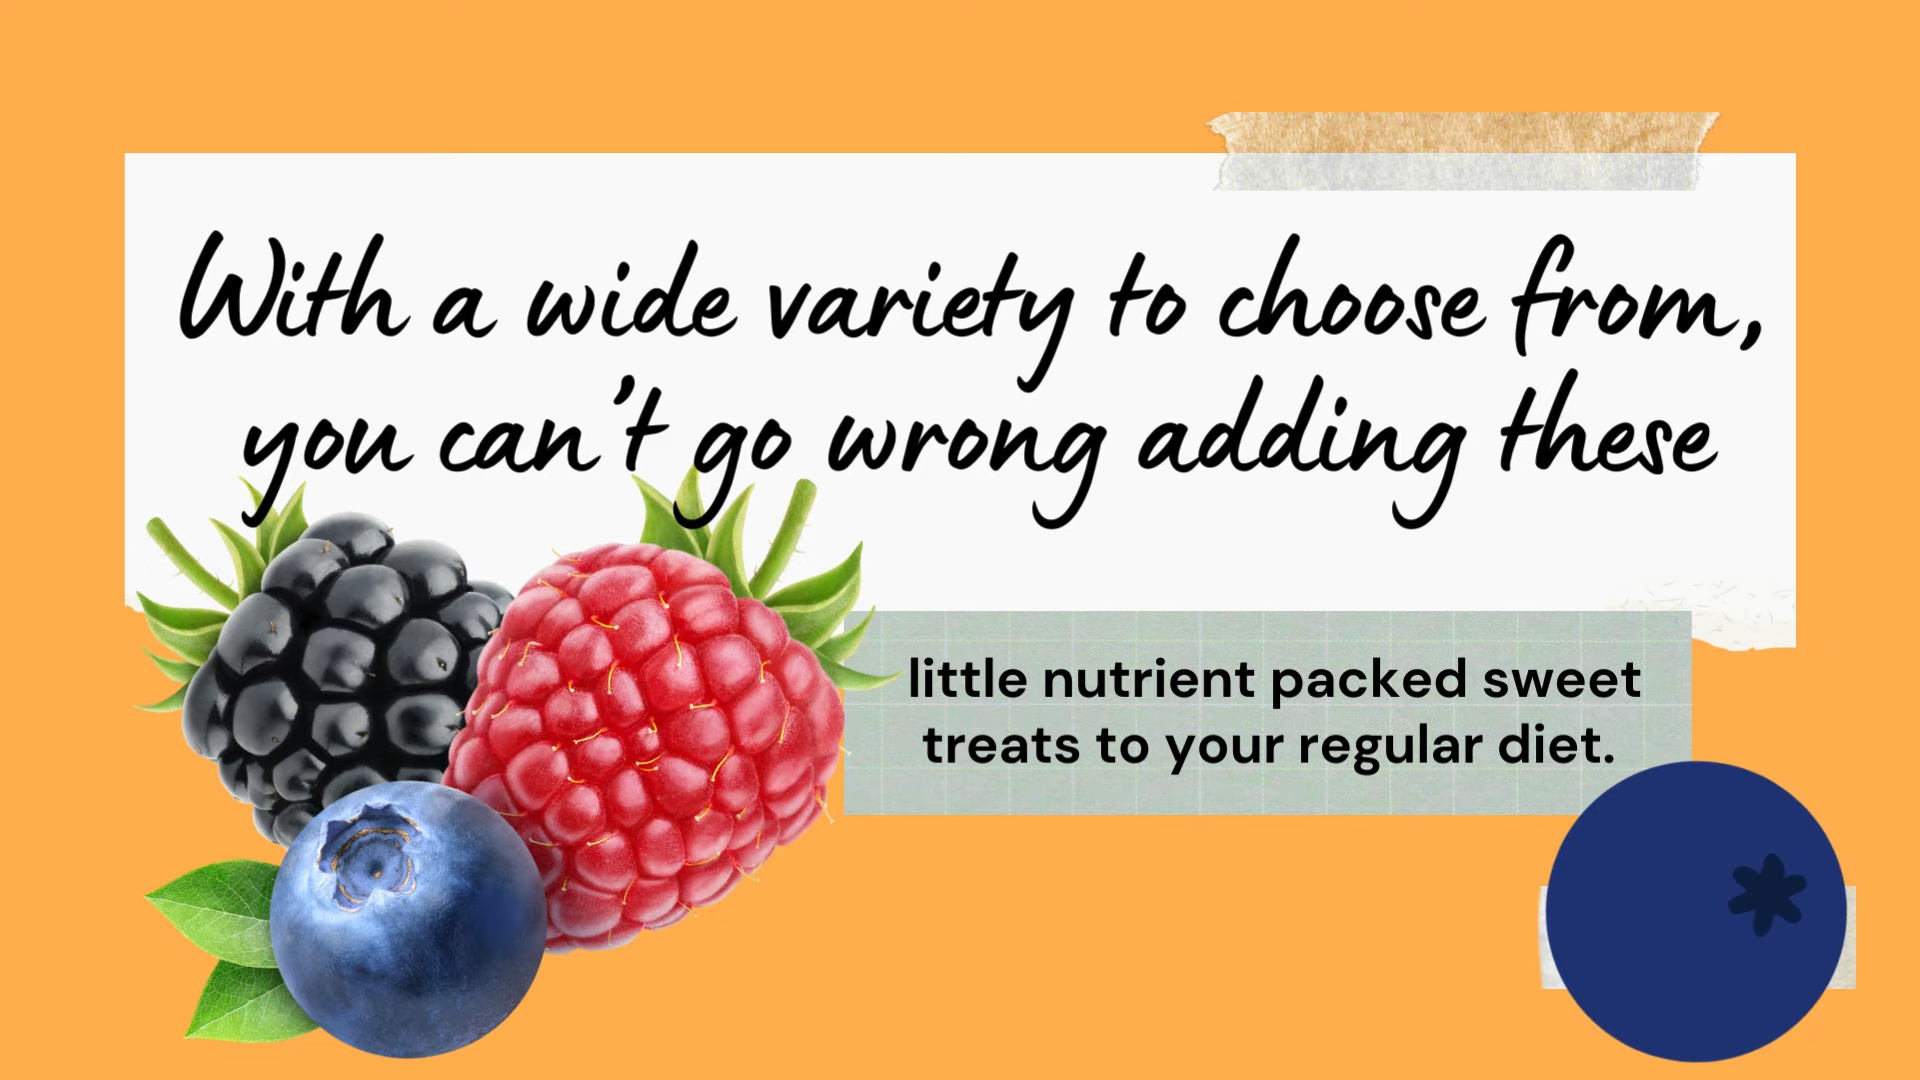 With a wide variety to choose from,
you can’t go wrong adding these
little nutrient packed sweet
treats to your regular diet.